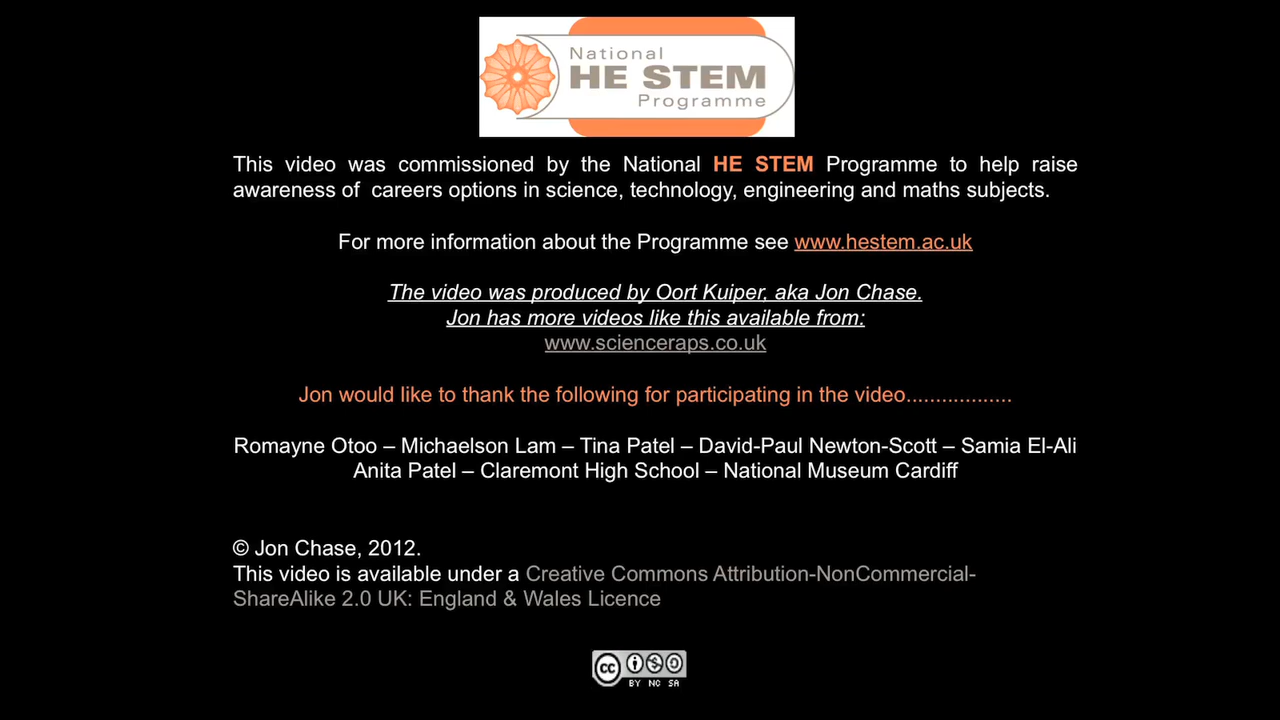 National
HE STEM
Programme
This video was commissioned by the National HE STEM Programme to help raise
awareness of careers options in science, technology, engineering and maths subjects.
For more information about the Programme see www.hestem.ac.uk
The video was produced by Oort Kuiper, aka Jon Chase.
Jon has more videos like this available from:
www.scienceraps.co.uk
Jon would like to thank the following for participating in the video..................
Romayne Otoo – Michaelson Lam – Tina Patel – David-Paul Newton-Scott – Samia El-Ali
Anita Patel – Claremont High School – National Museum Cardiff
© Jon Chase, 2012.
This video is available under a Creative Commons Attribution-NonCommercial-
ShareAlike 2.0 UK: England & Wales Licence
cc
BY NC SA